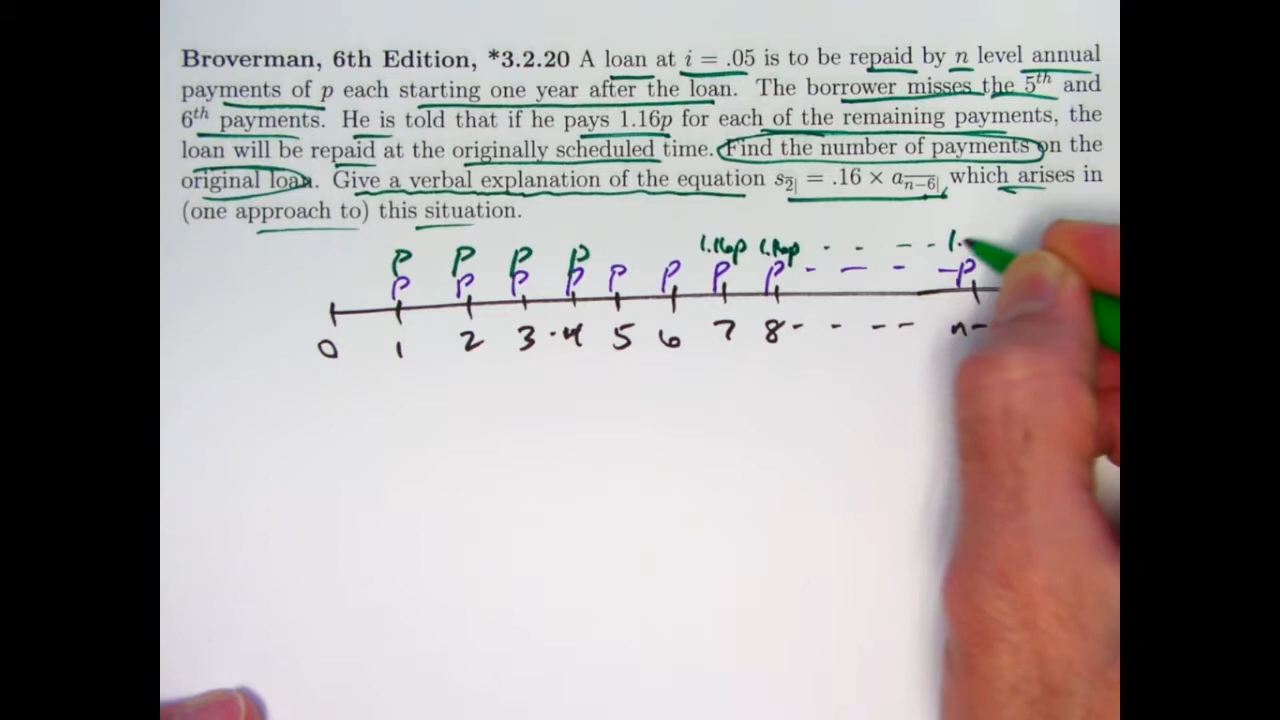 Broverman, 6th Edition, *3.2.20 A loan at i = .05 is to be repaid by n level annual
payments of p each starting one year after the loan. The borrower misses the 5th and
6th payments. He is told that if he pays 1.16p for each of the remaining payments, the
loan will be repaid at the originally scheduled time. Find the number of payments on the
original loan. Give a verbal explanation of the equation s2| = .16 × an−6|, which arises in
(one approach to) this situation.
P P P P 1.16P 1.16P - - - - 1.
P P P P P P P P - - - - P
0 1 2 3 4 5 6 7 8 - - - - n